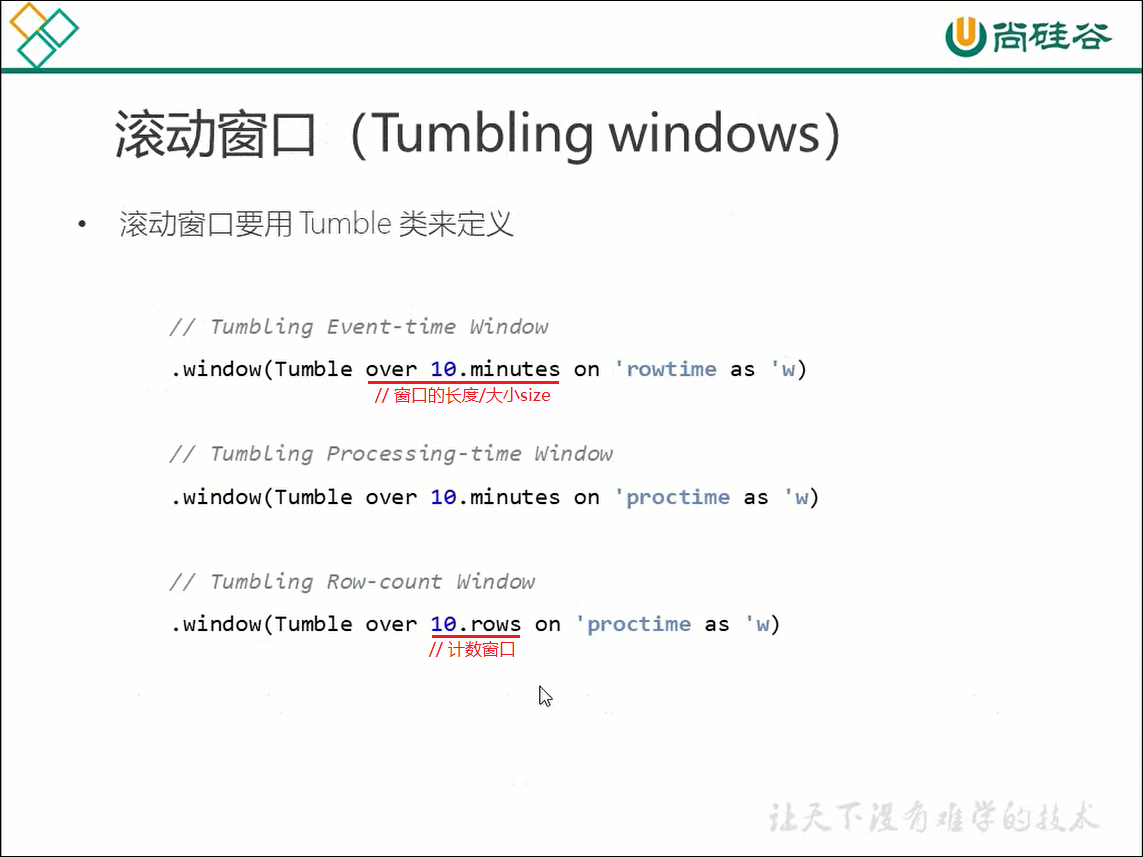 尚硅谷
滚动窗口（Tumbling windows）
• 滚动窗口要用 Tumble 类来定义
// Tumbling Event-time Window
.window(Tumble over 10.minutes on 'rowtime as 'w)
// 窗口的长度/大小size
// Tumbling Processing-time Window
.window(Tumble over 10.minutes on 'proctime as 'w)
// Tumbling Row-count Window
.window(Tumble over 10.rows on 'proctime as 'w)
// 计数窗口
让天下没有难学的技术